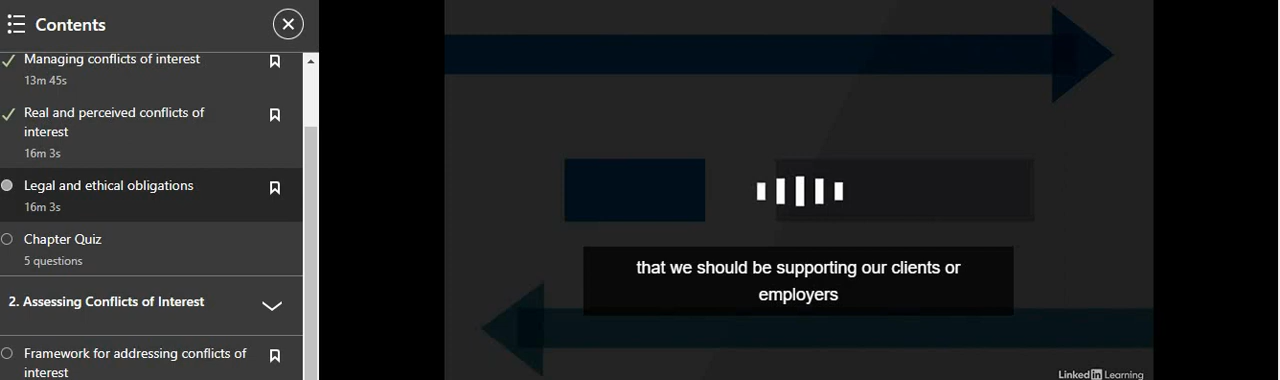 Contents
Managing conflicts of interest
13m 45s
Real and perceived conflicts of
interest
16m 3s
Legal and ethical obligations
16m 3s
Chapter Quiz
5 questions
2. Assessing Conflicts of Interest
Framework for addressing conflicts of
interest
that we should be supporting our clients or
employers
Linked in Learning